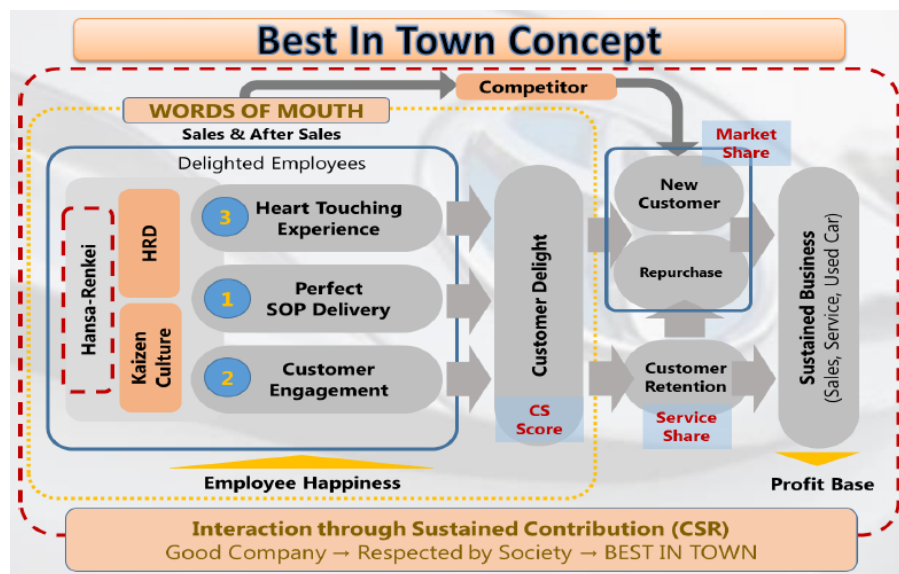 Best In Town Concept
Competitor
WORDS OF MOUTH
Sales & After Sales
Market
Share
Delighted Employees
Hansa-Renkei
HRD
Kaizen
Culture
3
Heart Touching
Experience
1
Perfect
SOP Delivery
2
Customer
Engagement
Customer Delight
CS
Score
New
Customer
Repurchase
Customer
Retention
Service
Share
Sustained Business
(Sales, Service, Used Car)
Employee Happiness
Profit Base
Interaction through Sustained Contribution (CSR)
Good Company → Respected by Society → BEST IN TOWN